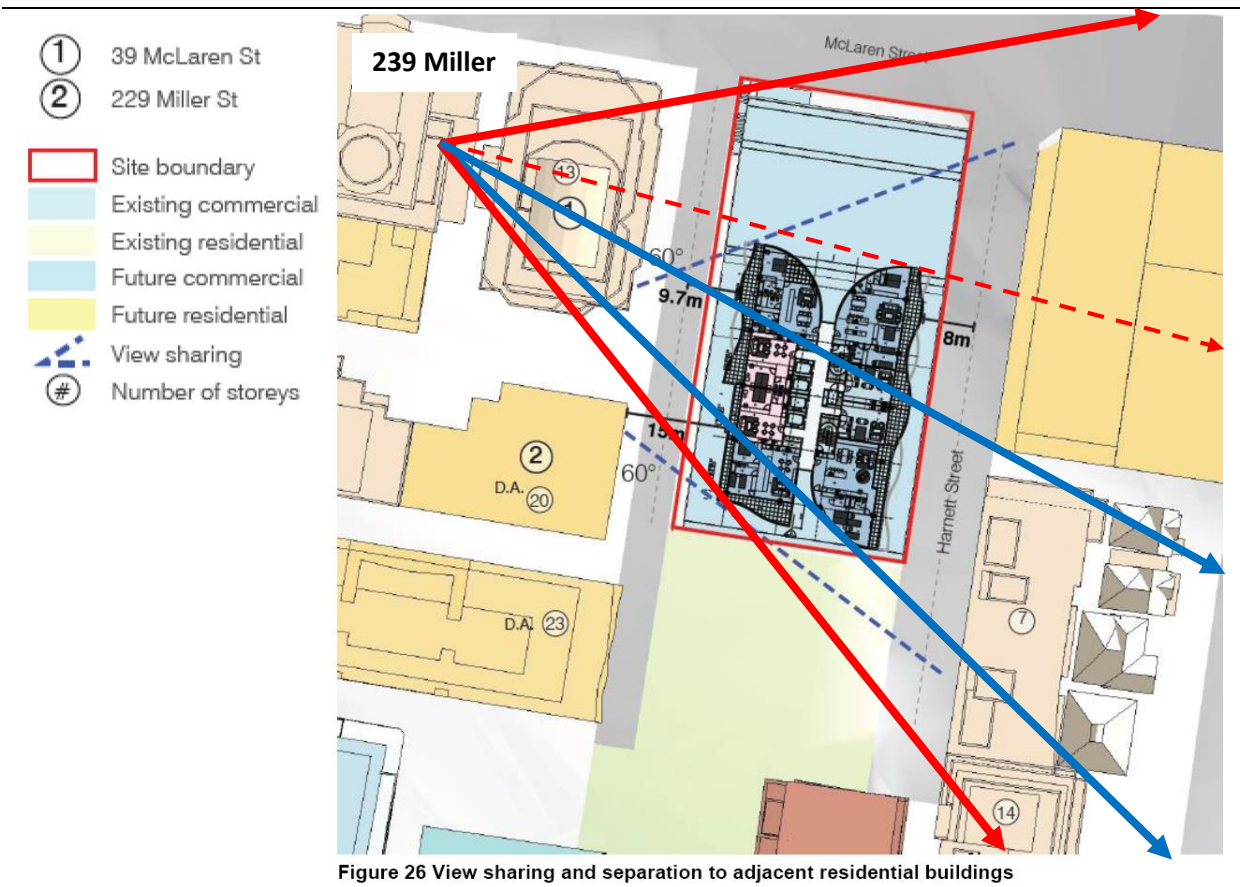 1 39 McLaren St
2 229 Miller St
Site boundary
Existing commercial
Existing residential
Future commercial
Future residential
View sharing
# Number of storeys
239 Miller
McLaren Street
13
1
60°
9.7m
8m
15m
2
60°
D.A. 20
Harnett Street
D.A. 23
7
14
Figure 26 View sharing and separation to adjacent residential buildings